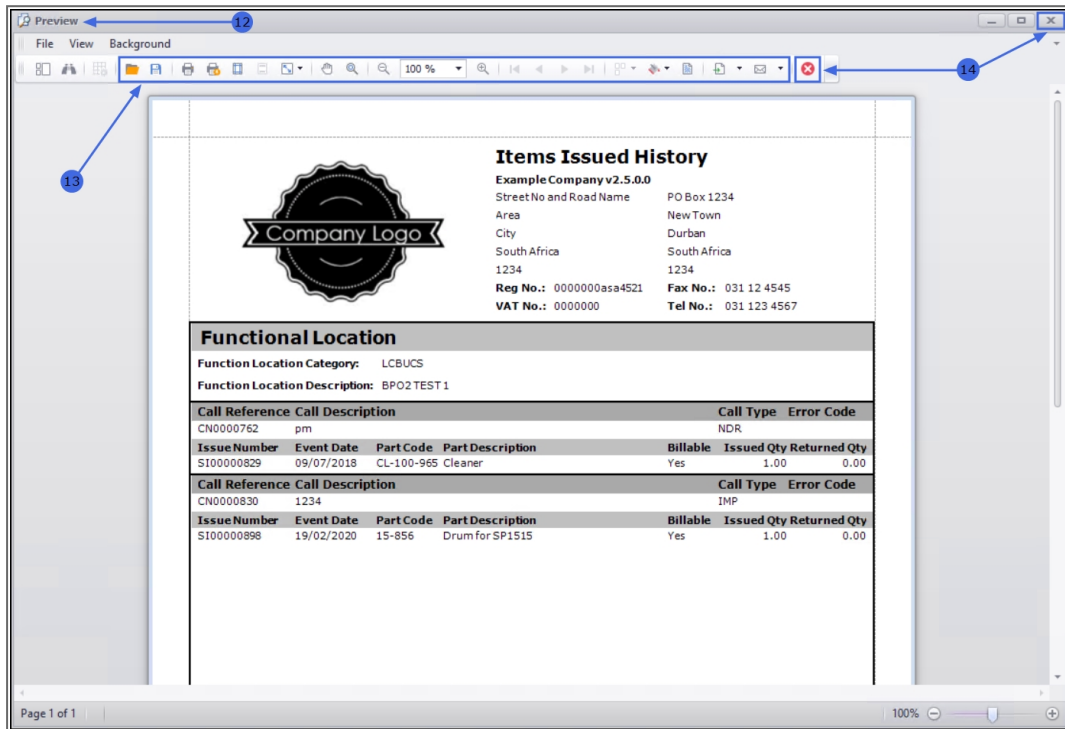 Preview
12
File View Background
100 %
14
13
Company Logo
Items Issued History
Example Company v2.5.0.0
Street No and Road Name PO Box 1234
Area New Town
City Durban
South Africa South Africa
1234 1234
Reg No.: 0000000asa4521 Fax No.: 031 12 4545
VAT No.: 0000000 Tel No.: 031 123 4567
Functional Location
Function Location Category: LCBUCS
Function Location Description: BPO2 TEST 1
Call Reference Call Description Call Type Error Code
CN0000762 pm NDR
Issue Number Event Date Part Code Part Description Billable Issued Qty Returned Qty
SI00000829 09/07/2018 CL-100-965 Cleaner Yes 1.00 0.00
Call Reference Call Description Call Type Error Code
CN0000830 1234 IMP
Issue Number Event Date Part Code Part Description Billable Issued Qty Returned Qty
SI00000898 19/02/2020 15-856 Drum for SP1515 Yes 1.00 0.00
Page 1 of 1 100%